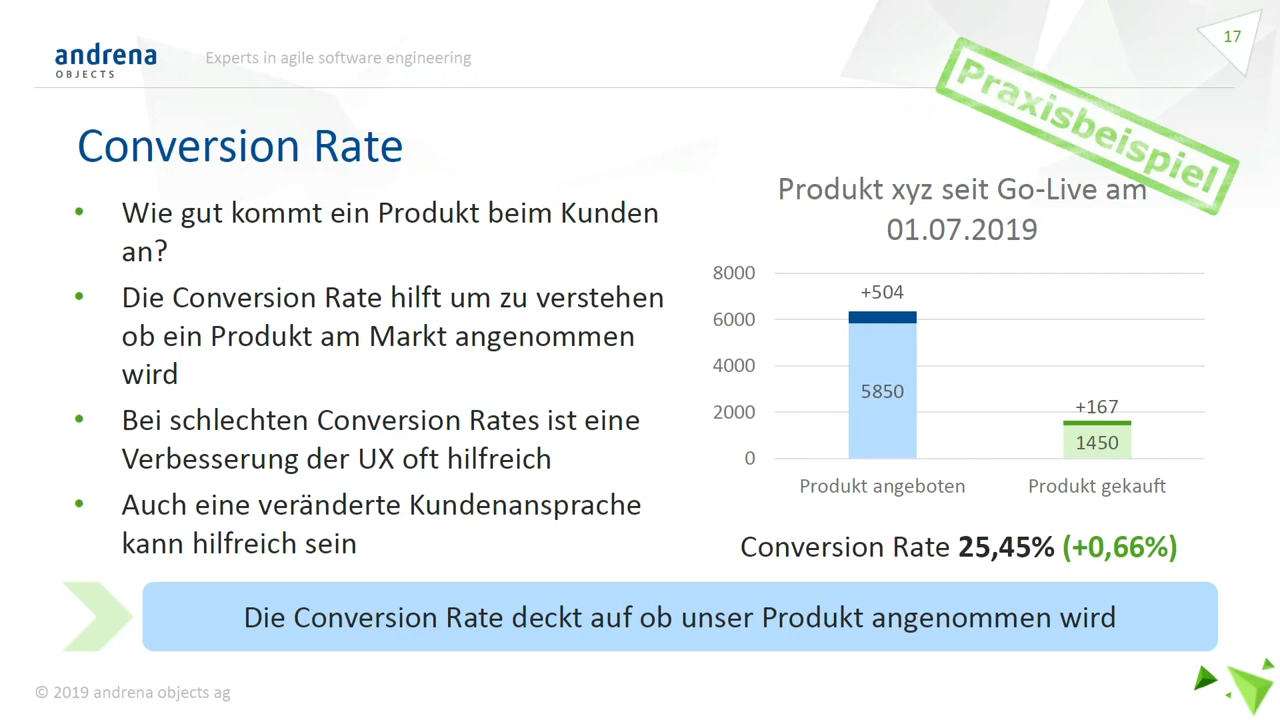 andrena
OBJECTS
Experts in agile software engineering
17
Praxisbeispiel
Conversion Rate
• Wie gut kommt ein Produkt beim Kunden
an?
• Die Conversion Rate hilft um zu verstehen
ob ein Produkt am Markt angenommen
wird
• Bei schlechten Conversion Rates ist eine
Verbesserung der UX oft hilfreich
• Auch eine veränderte Kundenansprache
kann hilfreich sein
Produkt xyz seit Go-Live am
01.07.2019
8000
6000
4000
2000
0
+504
5850
+167
1450
Produkt angeboten
Produkt gekauft
Conversion Rate 25,45% (+0,66%)
Die Conversion Rate deckt auf ob unser Produkt angenommen wird
© 2019 andrena objects ag